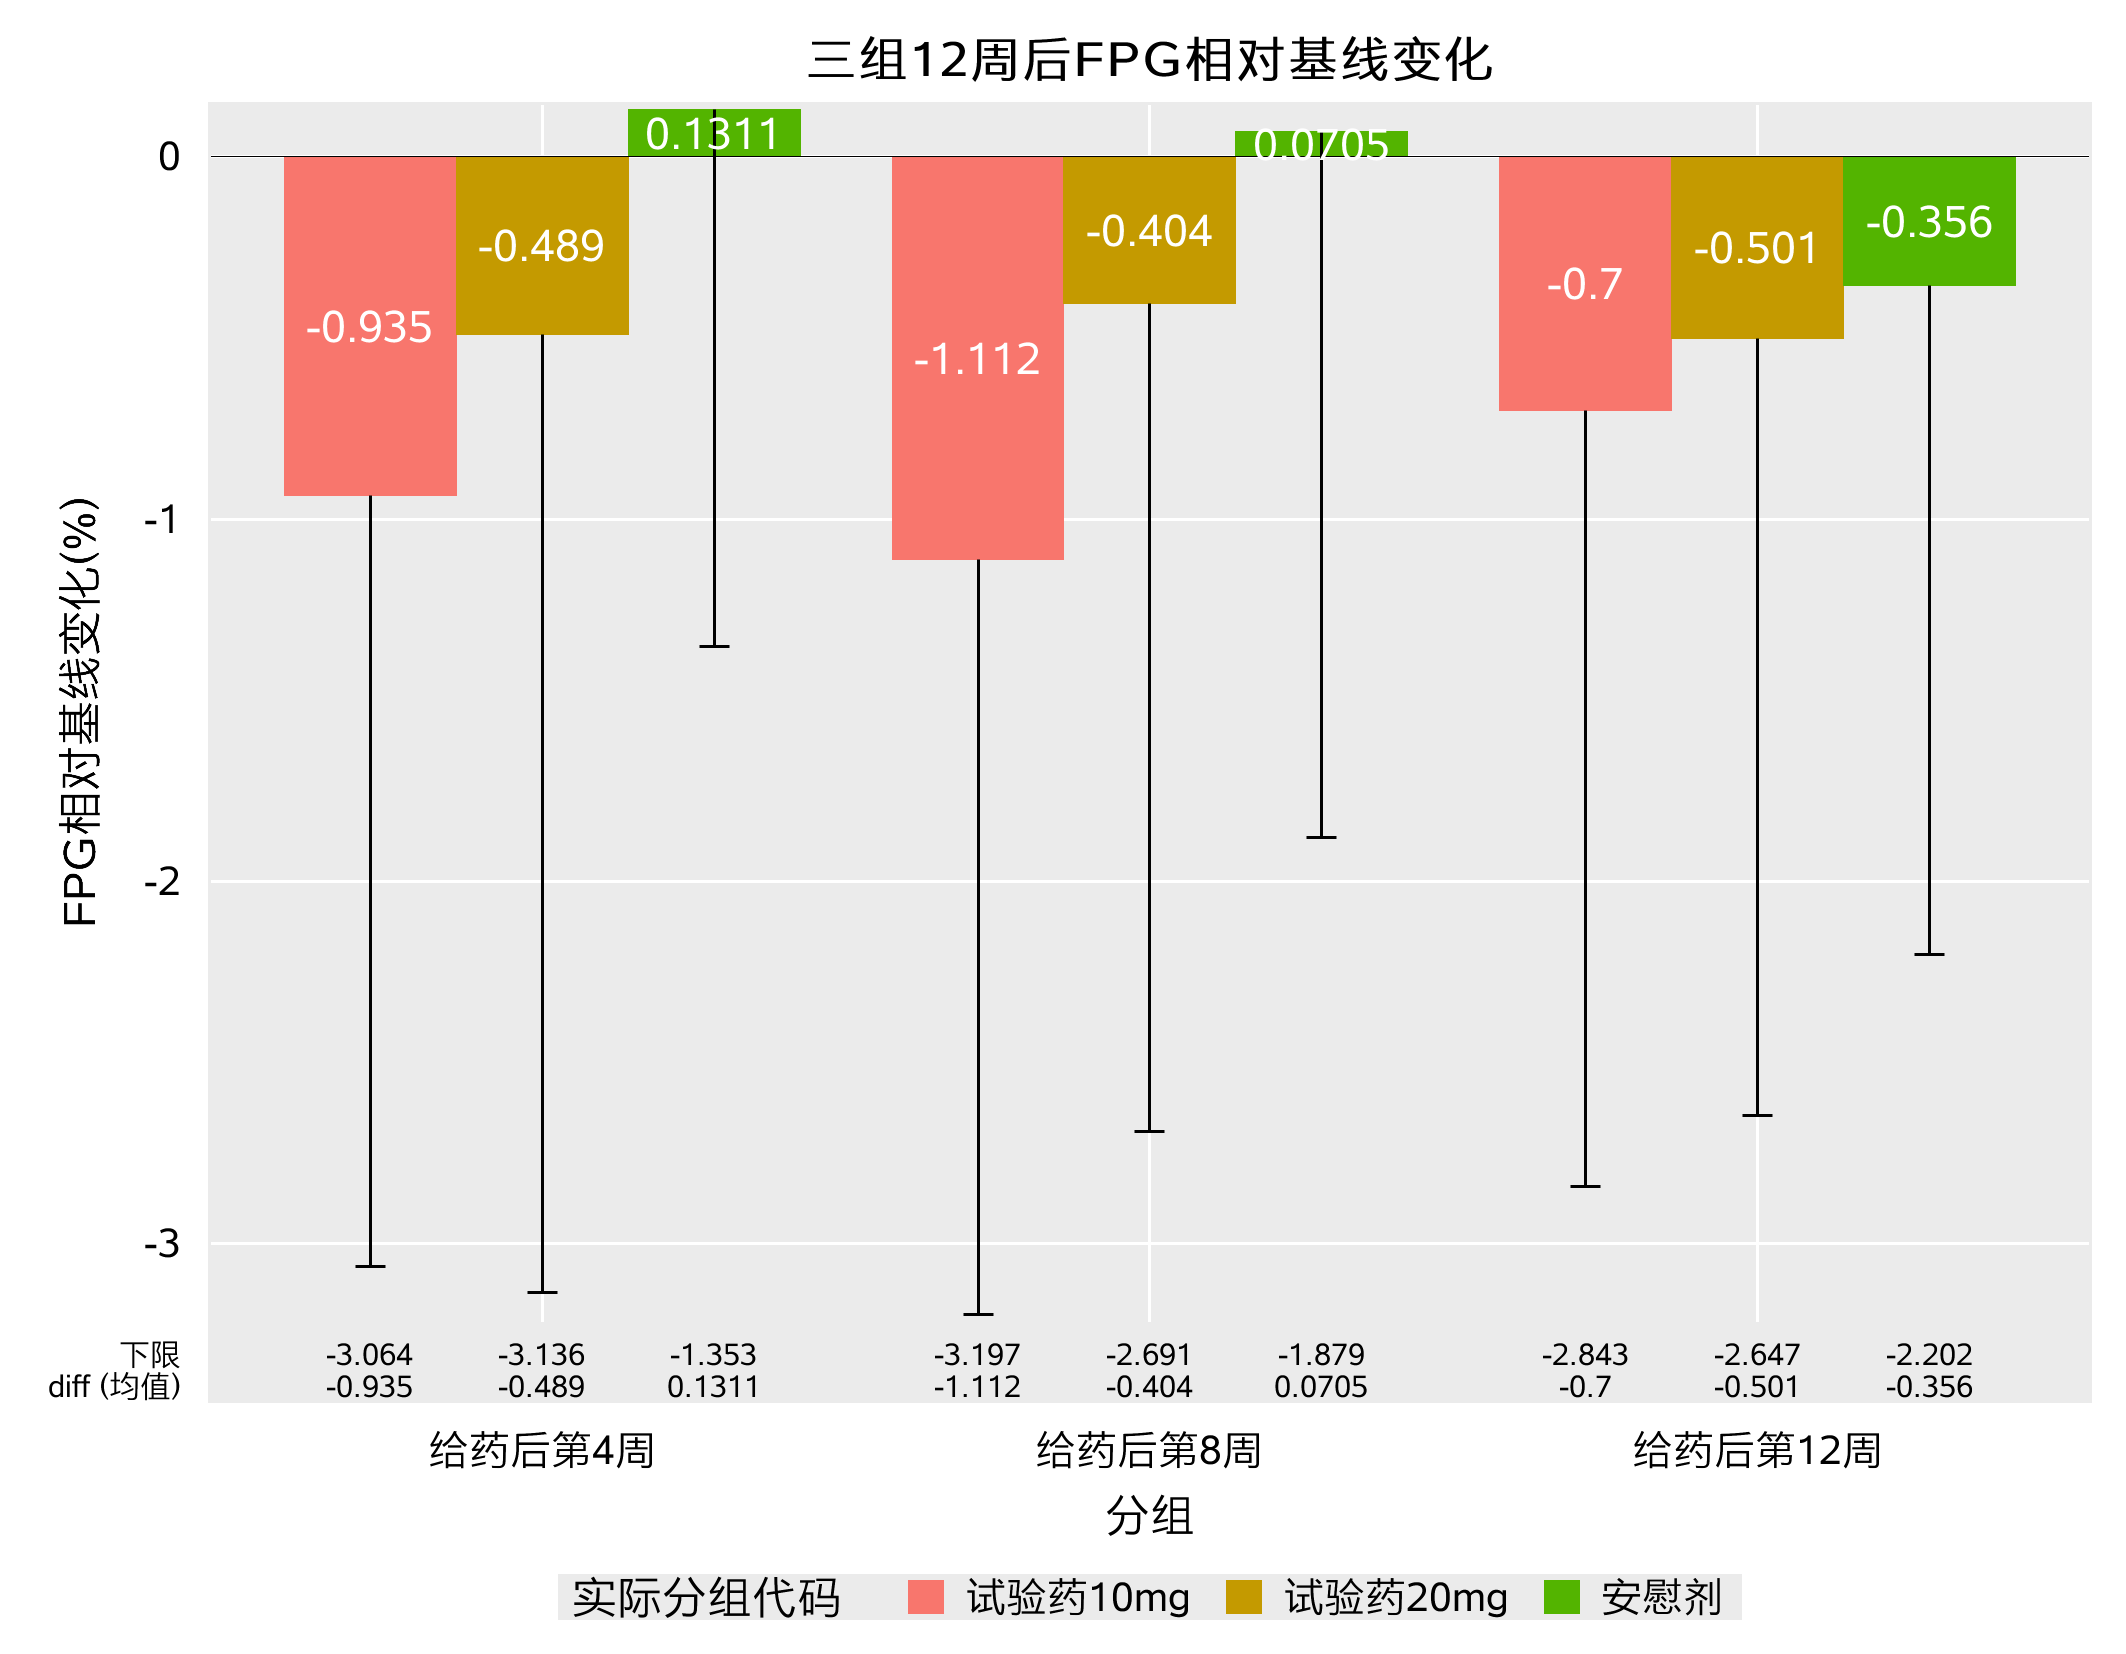 三组12周后FPG相对基线变化
FPG相对基线变化(%)
0
-1
-2
-3
-0.935
-0.489
0.1311
-1.112
-0.404
0.0705
-0.7
-0.501
-0.356
下限 -3.064 -3.136 -1.353 -3.197 -2.691 -1.879 -2.843 -2.647 -2.202
diff (均值) -0.935 -0.489 0.1311 -1.112 -0.404 0.0705 -0.7 -0.501 -0.356
给药后第4周 给药后第8周 给药后第12周
分组
实际分组代码 试验药10mg 试验药20mg 安慰剂